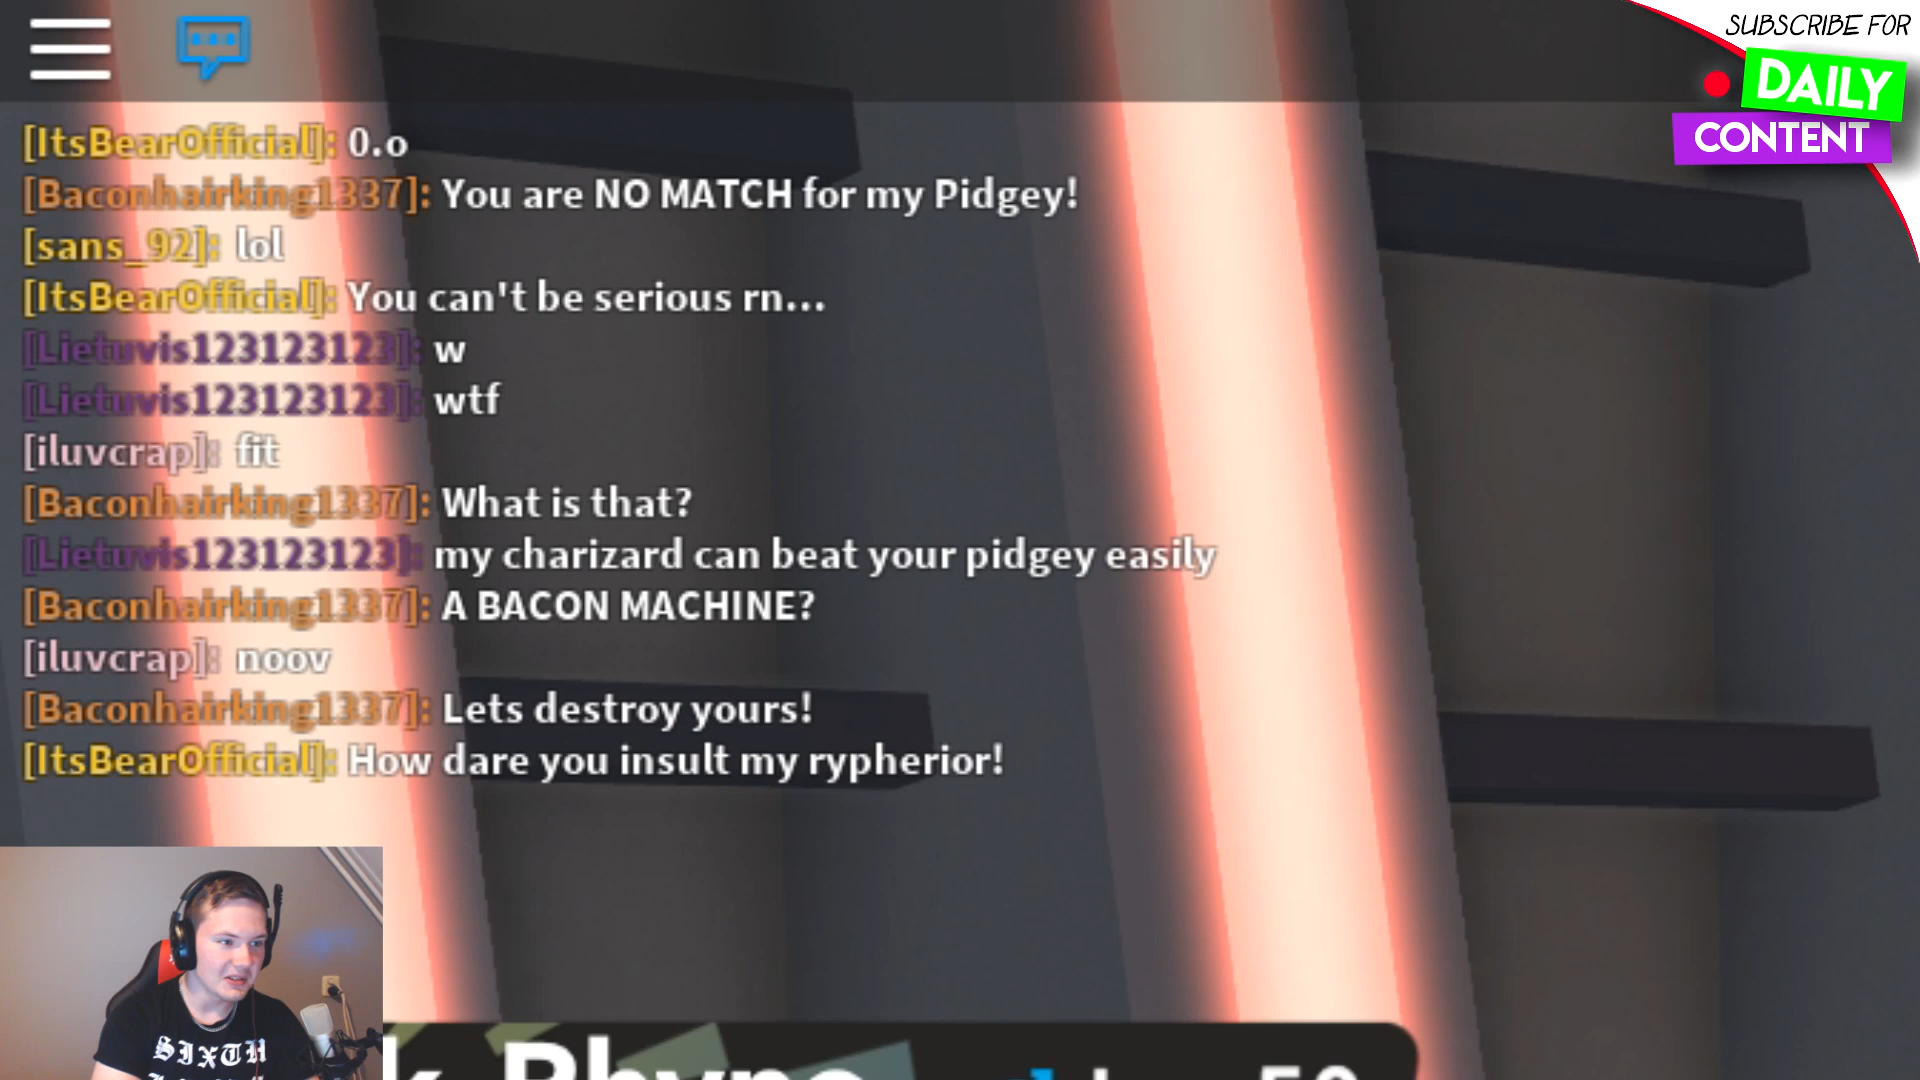 SUBSCRIBE FOR
DAILY
CONTENT
[ItsBearOfficial]: 0.o
[Baconhairking1337]: You are NO MATCH for my Pidgey!
[sans_92]: lol
[ItsBearOfficial]: You can't be serious rn...
[Lietuvis123123123]: w
[Lietuvis123123123]: wtf
[iluvcrap]: fit
[Baconhairking1337]: What is that?
[Lietuvis123123123]: my charizard can beat your pidgey easily
[Baconhairking1337]: A BACON MACHINE?
[iluvcrap]: noov
[Baconhairking1337]: Lets destroy yours!
[ItsBearOfficial]: How dare you insult my rypherior!
SIXTH